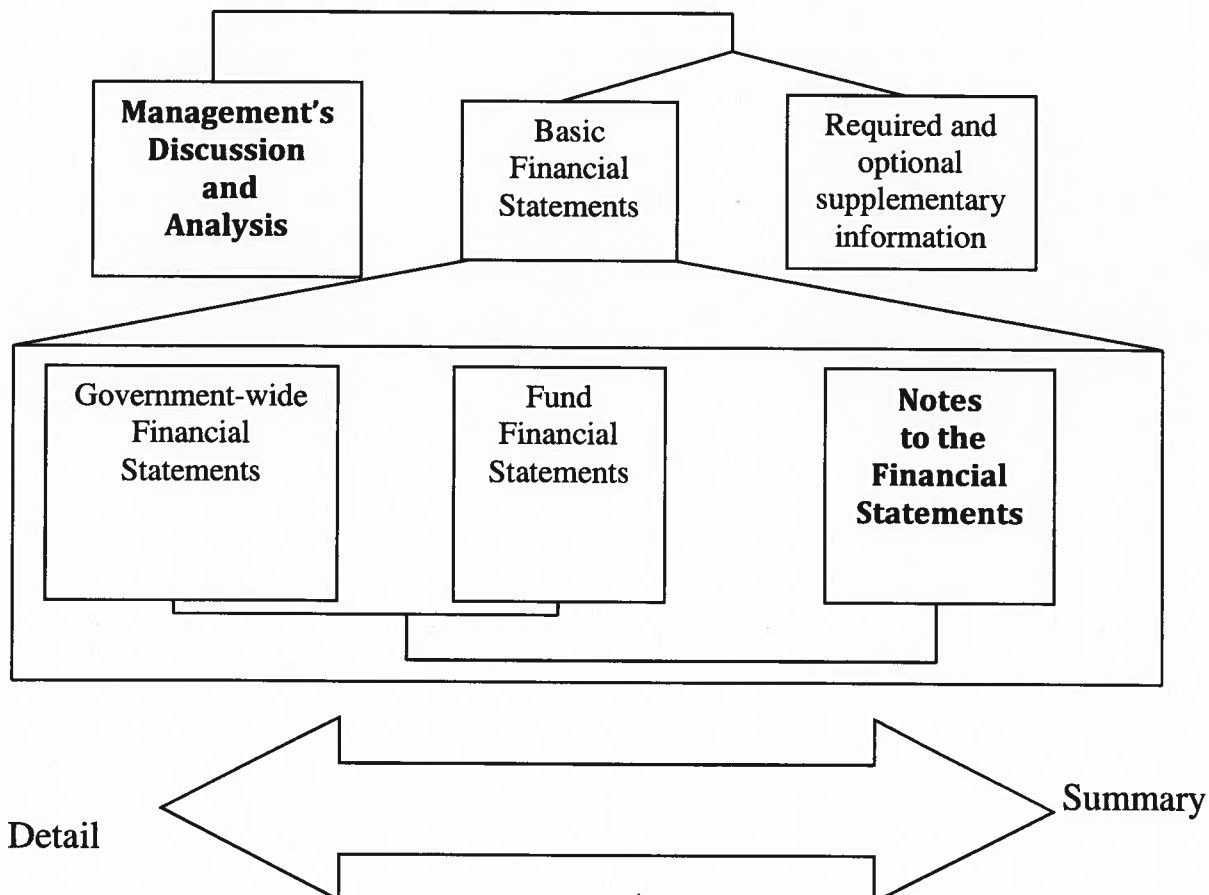 Management's
Discussion
and
Analysis
Basic
Financial
Statements
Required and
optional
supplementary
information
Government-wide
Financial
Statements
Fund
Financial
Statements
Notes
to the
Financial
Statements
Detail
Summary